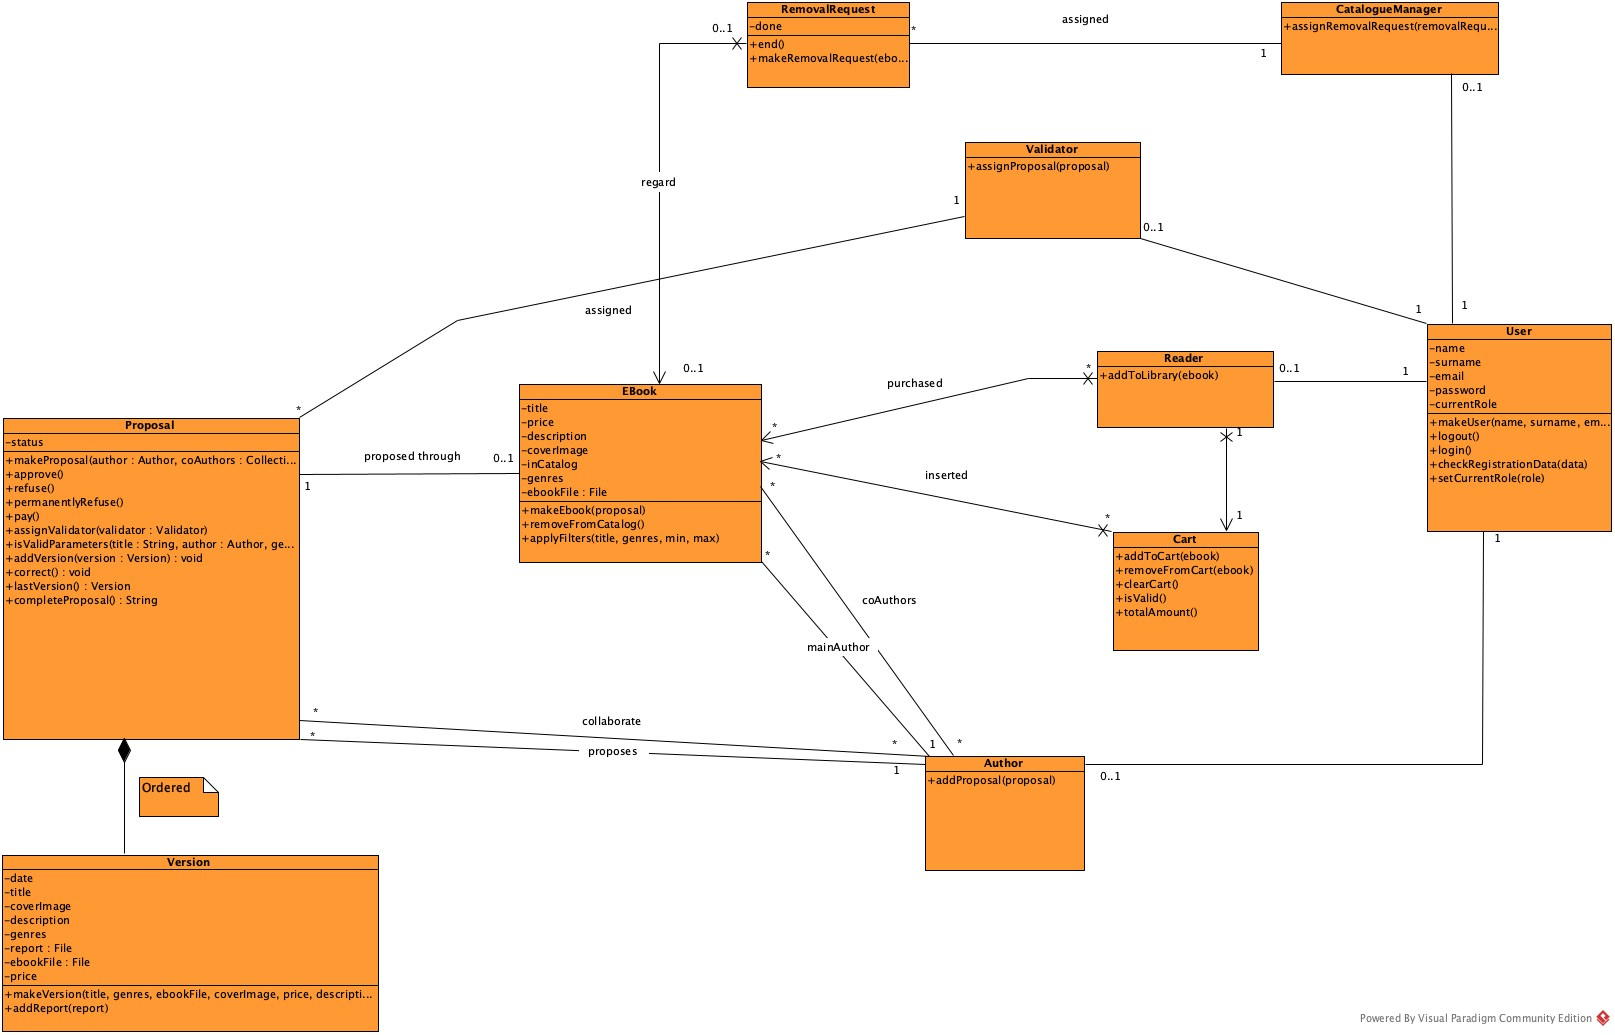 RemovalRequest
-done
+end()
+makeRemovalRequest(ebo...
0..1
*
assigned
1
CatalogueManager
+assignRemovalRequest(removalRequ...
0..1
1
Validator
+assignProposal(proposal)
1
0..1
1
regard
assigned
*
0..1
User
-name
-surname
-email
-password
-currentRole
+makeUser(name, surname, em...
+logout()
+login()
+checkRegistrationData(data)
+setCurrentRole(role)
1
Reader
+addToLibrary(ebook)
0..1
1
*
purchased
*
1
1
EBook
-title
-price
-description
-coverImage
-inCatalog
-genres
-ebookFile : File
+makeEbook(proposal)
+removeFromCatalog()
+applyFilters(title, genres, min, max)
*
inserted
*
*
*
Cart
+addToCart(ebook)
+removeFromCart(ebook)
+clearCart()
+isValid()
+totalAmount()
Proposal
-status
+makeProposal(author : Author, coAuthors : Collecti...
+approve()
+refuse()
+permanentlyRefuse()
+pay()
+assignValidator(validator : Validator)
+isValidParameters(title : String, author : Author, ge...
+addVersion(version : Version) : void
+correct() : void
+lastVersion() : Version
+completeProposal() : String
proposed through
0..1
1
coAuthors
mainAuthor
*
collaborate
*
1
*
*
proposes
1
Author
+addProposal(proposal)
0..1
Ordered
Version
-date
-title
-coverImage
-description
-genres
-report : File
-ebookFile : File
-price
+makeVersion(title, genres, ebookFile, coverImage, price, descripti...
+addReport(report)
Powered By Visual Paradigm Community Edition